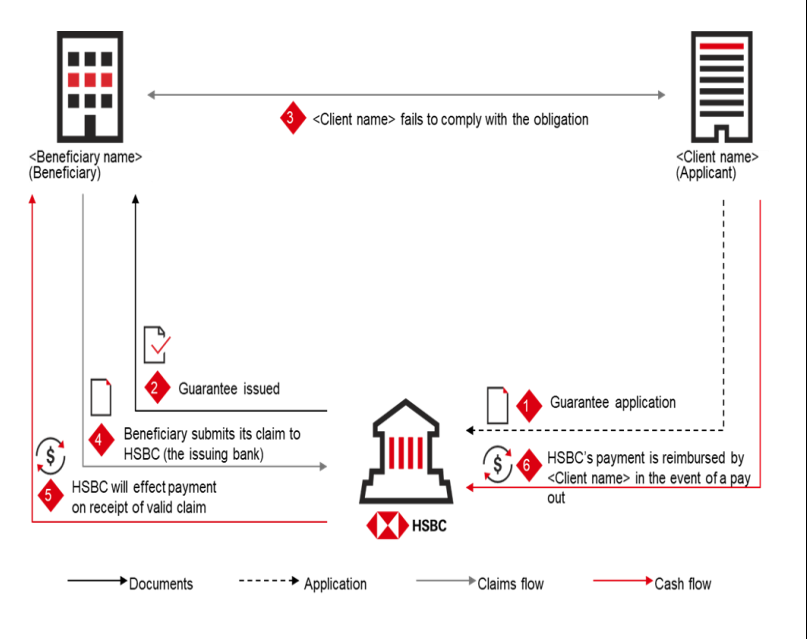 3 <Client name> fails to comply with the obligation
<Beneficiary name>
(Beneficiary)
<Client name>
(Applicant)
2 Guarantee issued
1 Guarantee application
4 Beneficiary submits its claim to
HSBC (the issuing bank)
$ 5 HSBC will effect payment
on receipt of valid claim
$ 6 HSBC's payment is reimbursed by
<Client name> in the event of a pay
out
HSBC
Documents
Application
Claims flow
Cash flow